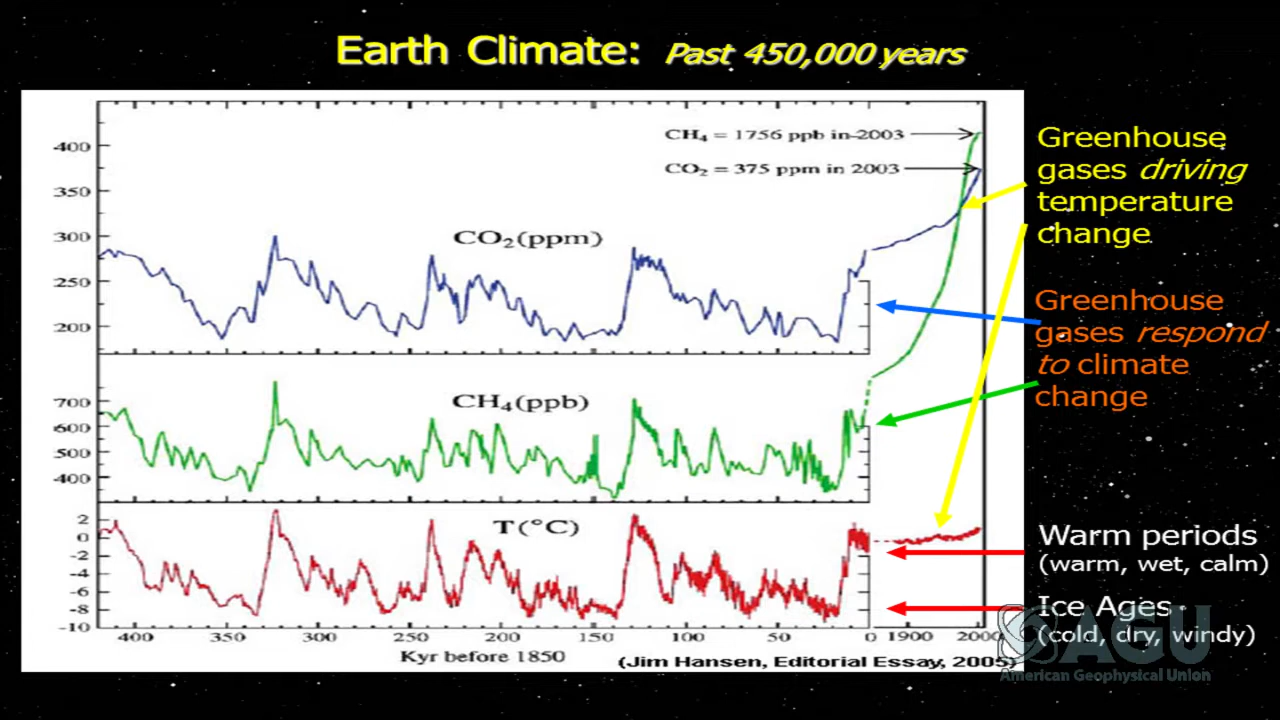 Earth Climate: Past 450,000 years
CH₄ = 1756 ppb in 2003
CO₂ = 375 ppm in 2003
CO₂(ppm)
400
350
300
250
200
CH₄(ppb)
700
600
500
400
T(°C)
2
0
-2
-4
-6
-8
-10
400 350 300 250 200 150 100 50 0 1900 2000
Kyr before 1850
(Jim Hansen, Editorial Essay, 2005)
Greenhouse
gases driving
temperature
change
Greenhouse
gases respond
to climate
change
Warm periods
(warm, wet, calm)
Ice Ages
(cold, dry, windy)
AGU
American Geophysical Union